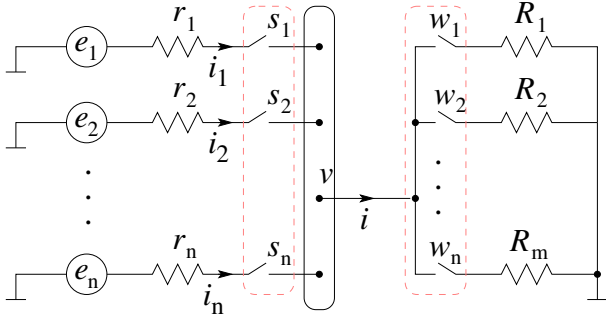 e1 r1 i1 s1 w1 R1
e2 r2 i2 s2 w2 R2
v i
en rn in sn wn Rm